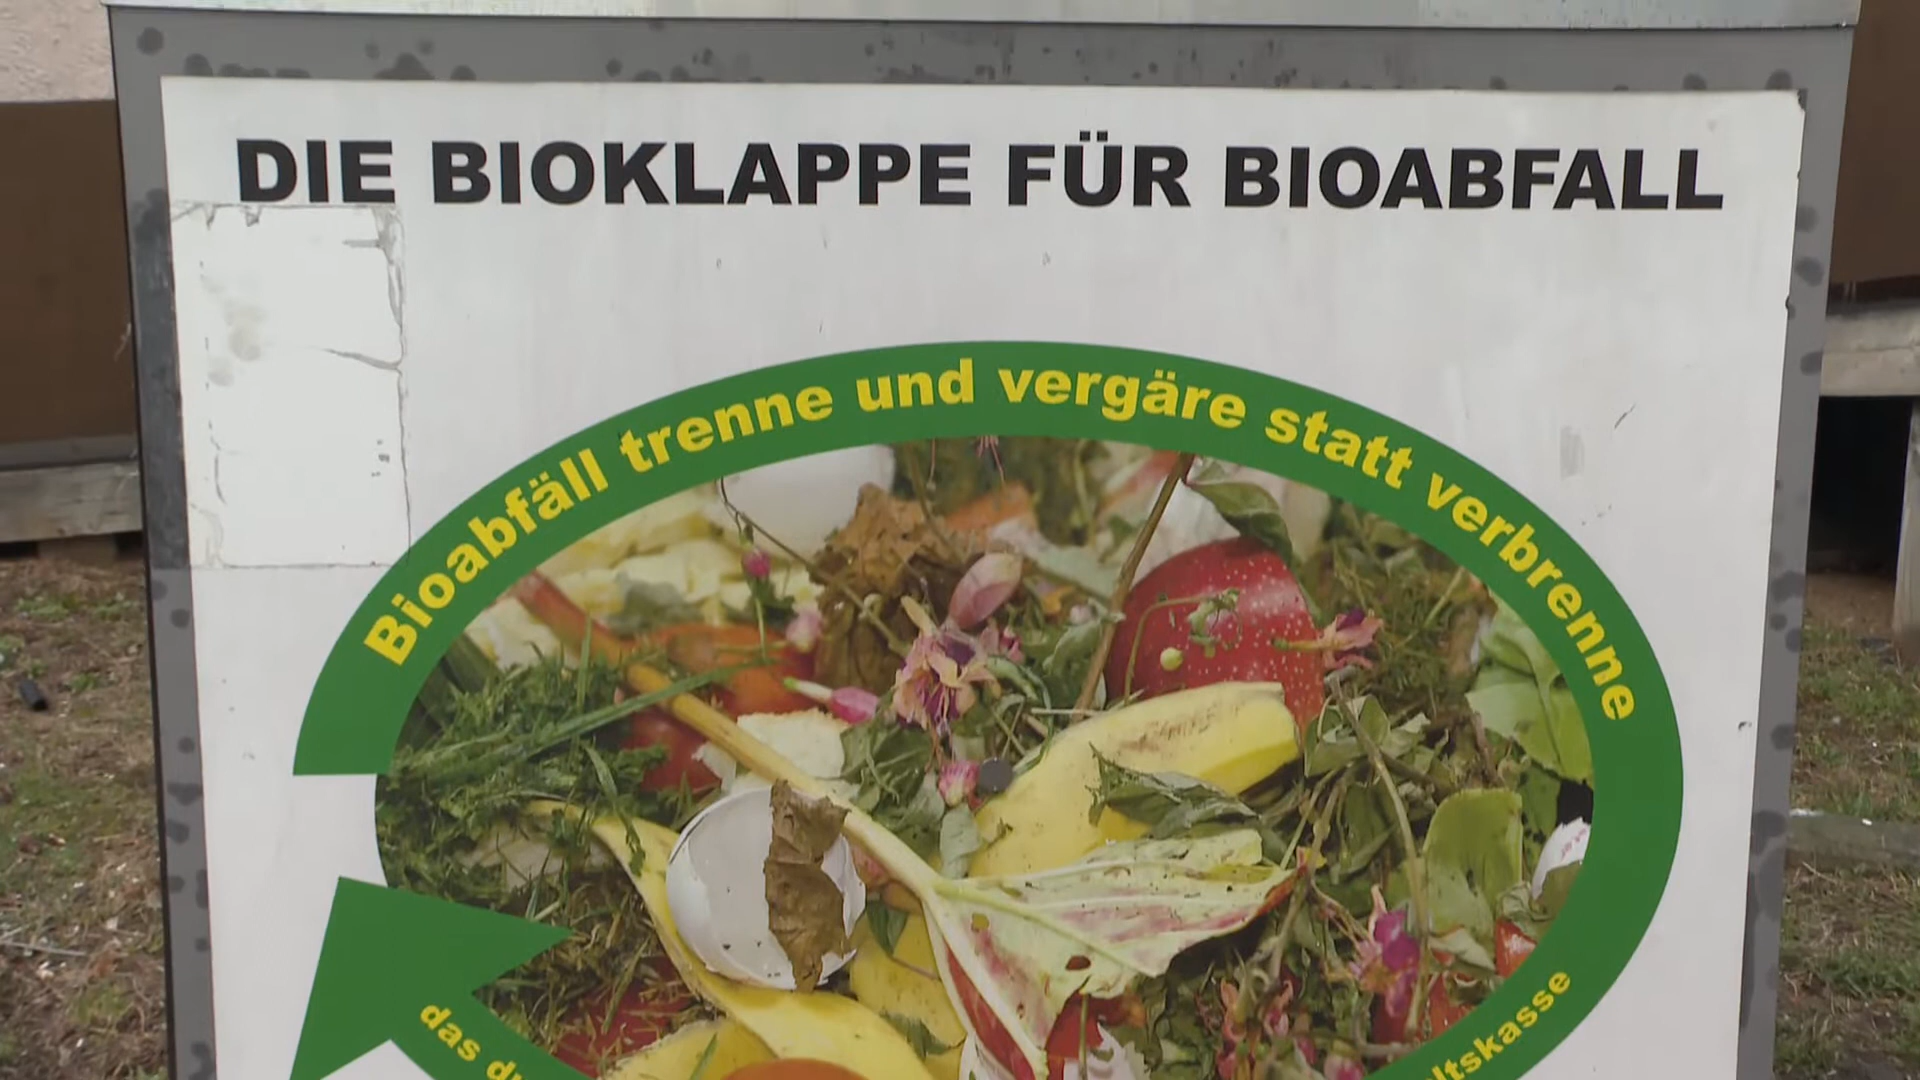 DIE BIOKLAPPE FÜR BIOABFALL
Bioabfäll trenne und vergäre statt verbrenne
das